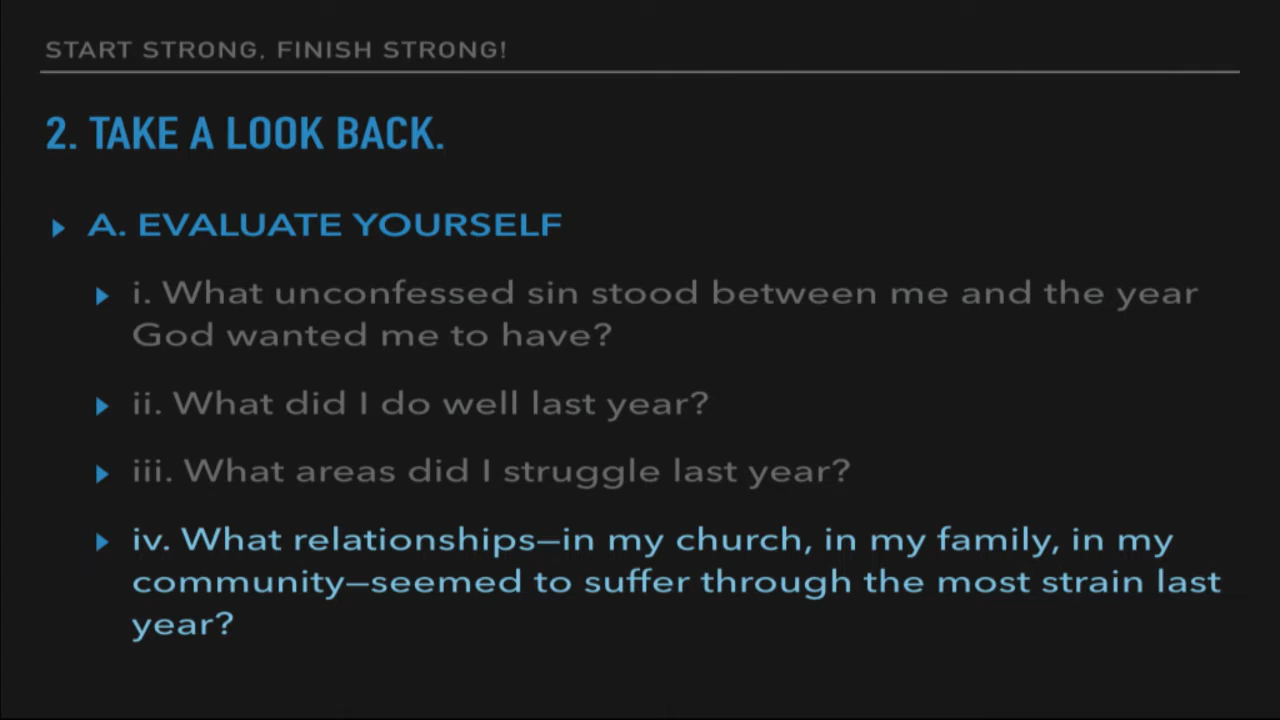 START STRONG, FINISH STRONG!
2. TAKE A LOOK BACK.
A. EVALUATE YOURSELF
i. What unconfessed sin stood between me and the year
God wanted me to have?
ii. What did I do well last year?
iii. What areas did I struggle last year?
iv. What relationships—in my church, in my family, in my
community—seemed to suffer through the most strain last
year?